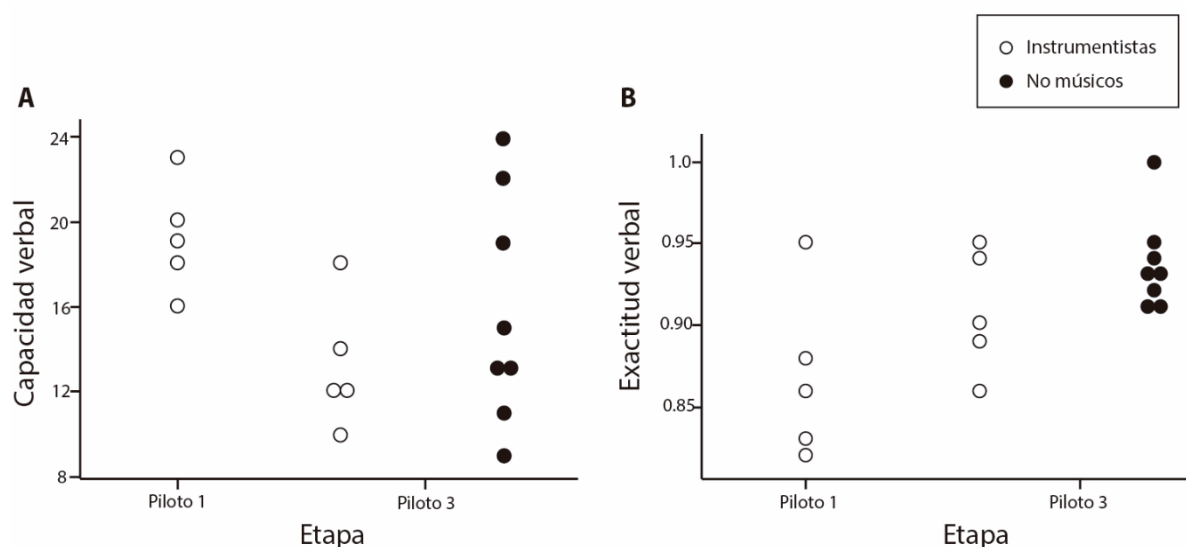 Instrumentistas
No músicos
A
Capacidad verbal
24
20
16
12
8
Piloto 1
Piloto 3
Etapa
B
Exactitud verbal
1.0
0.95
0.90
0.85
Piloto 1
Piloto 3
Etapa